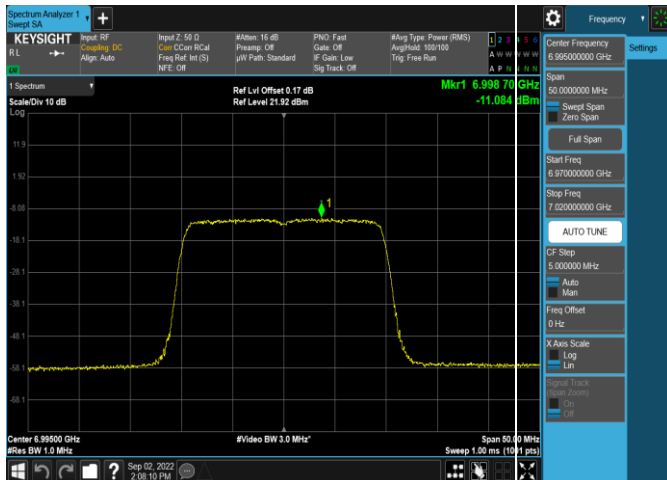 Spectrum Analyzer 1
Swept SA
+
Frequency
KEYSIGHT
RL
Input: RF
Coupling: DC
Align: Auto
Input Z: 50 Ω
Corr CCorr RCal
Freq Ref: Int (S)
NFE: Off
#Atten: 16 dB
Preamp: Off
µW Path: Standard
PNO: Fast
Gate: Off
IF Gain: Low
Sig Track: Off
#Avg Type: Power (RMS)
Avg|Hold: 100/100
Trig: Free Run
1 2 3 4 5 6
A W W W W W
A P N N N N
Center Frequency
6.995000000 GHz
Settings
Span
50.0000000 MHz
Swept Span
Zero Span
Full Span
Start Freq
6.970000000 GHz
Stop Freq
7.020000000 GHz
AUTO TUNE
CF Step
5.000000 MHz
Auto
Man
Freq Offset
0 Hz
X Axis Scale
Log
Lin
Signal Track
(Span Zoom)
On
Off
1 Spectrum
Scale/Div 10 dB
Log
Ref Lvl Offset 0.17 dB
Ref Level 21.92 dBm
Mkr1 6.998 70 GHz
-11.084 dBm
11.9
1.92
-8.08
-18.1
-28.1
-38.1
-48.1
-58.1
-68.1
1
Center 6.99500 GHz
#Res BW 1.0 MHz
#Video BW 3.0 MHz*
Span 50.00 MHz
Sweep 1.00 ms (1001 pts)
?
Sep 02, 2022
2:08:10 PM